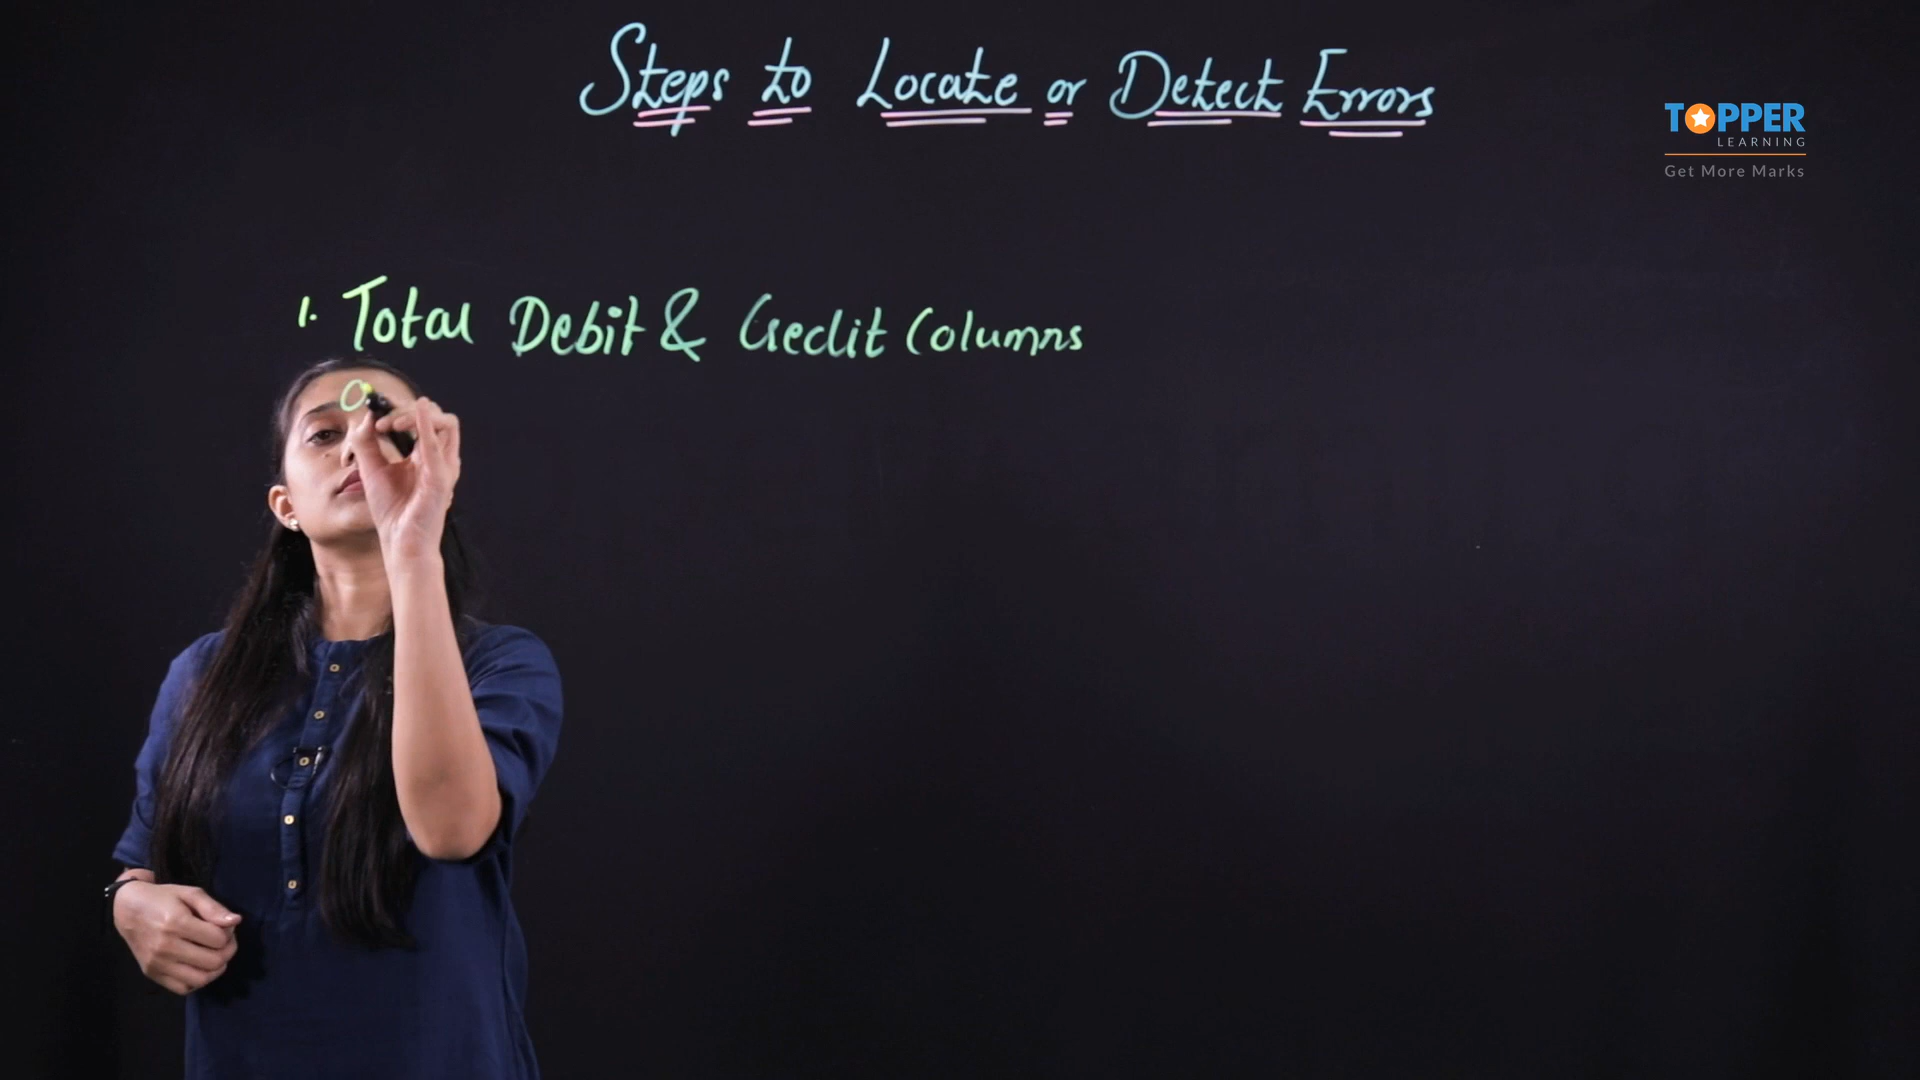 Steps to Locate or Detect Errors
TOPPER
LEARNING
Get More Marks
1. Total Debit & Credit Columns
o